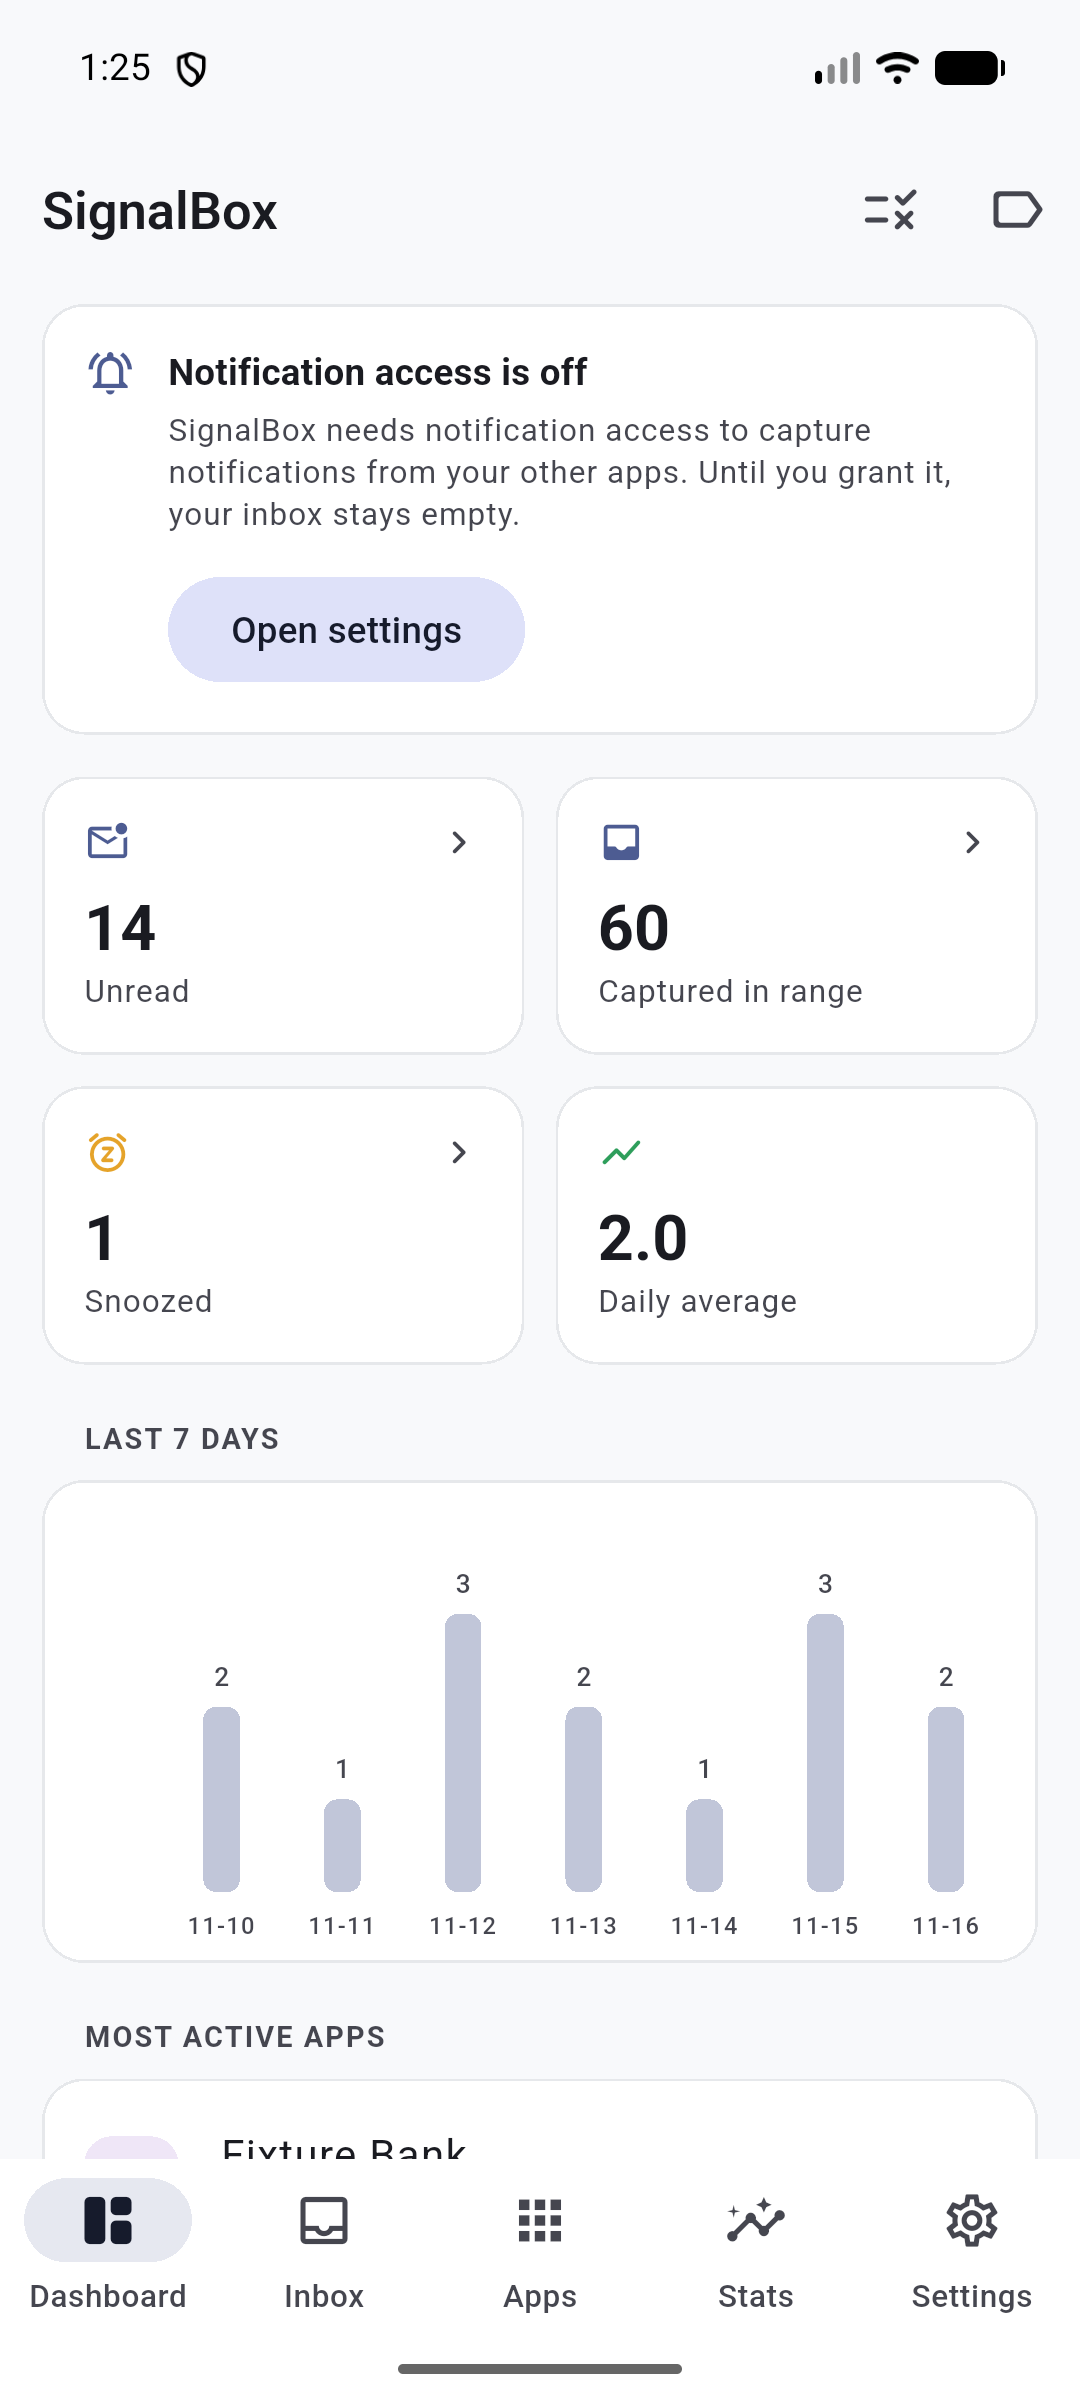 1:25
SignalBox
Notification access is off
SignalBox needs notification access to capture
notifications from your other apps. Until you grant it,
your inbox stays empty.
Open settings
14
Unread
60
Captured in range
1
Snoozed
2.0
Daily average
LAST 7 DAYS
2 1 3 2 1 3 2
11-10 11-11 11-12 11-13 11-14 11-15 11-16
MOST ACTIVE APPS
Fixture Bank
Dashboard Inbox Apps Stats Settings